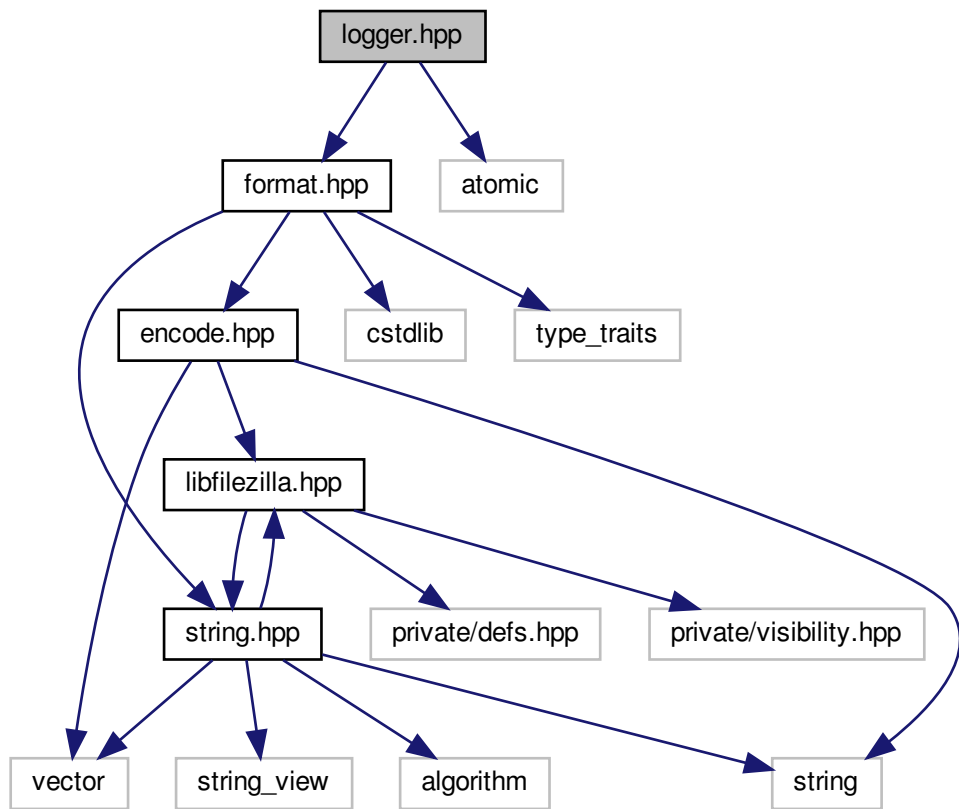 logger.hpp
format.hpp
atomic
encode.hpp
cstdlib
type_traits
libfilezilla.hpp
string.hpp
private/defs.hpp
private/visibility.hpp
vector
string_view
algorithm
string